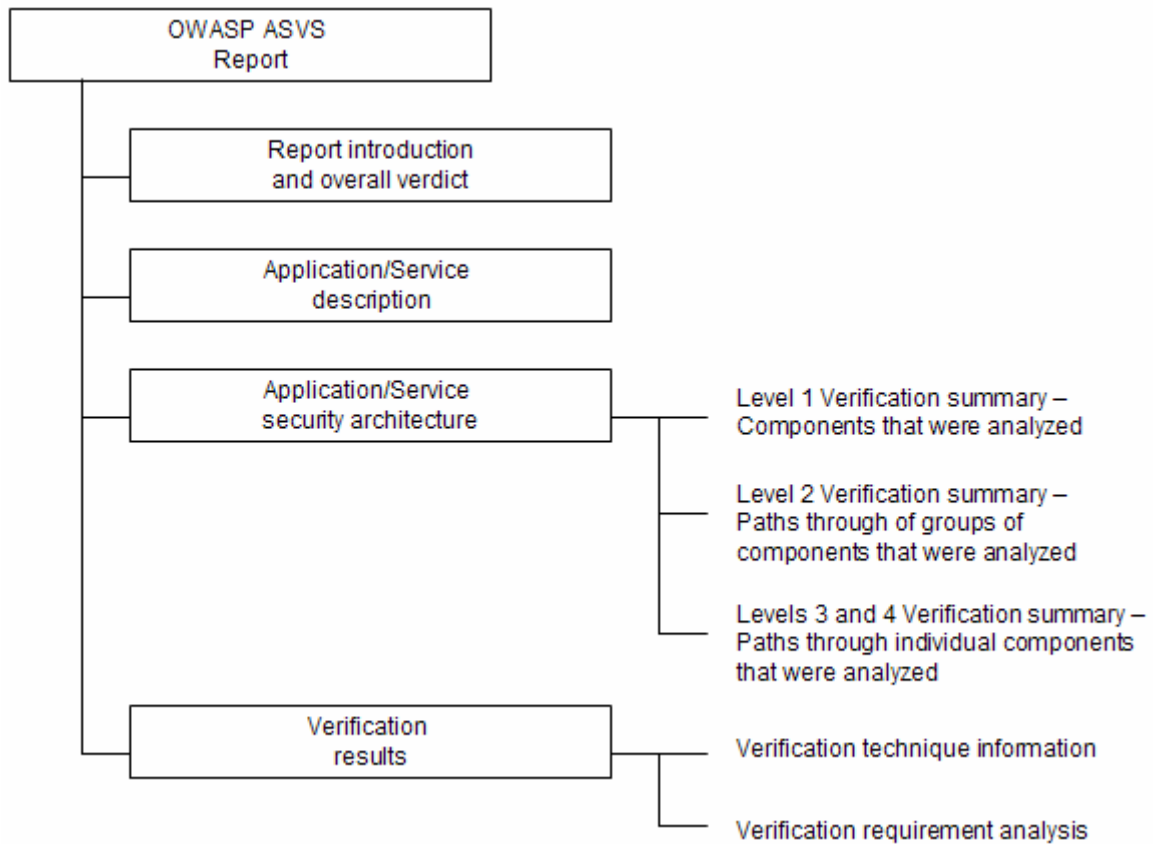 OWASP ASVS
Report
Report introduction
and overall verdict
Application/Service
description
Application/Service
security architecture
Level 1 Verification summary –
Components that were analyzed
Level 2 Verification summary –
Paths through of groups of
components that were analyzed
Levels 3 and 4 Verification summary –
Paths through individual components
that were analyzed
Verification
results
Verification technique information
Verification requirement analysis